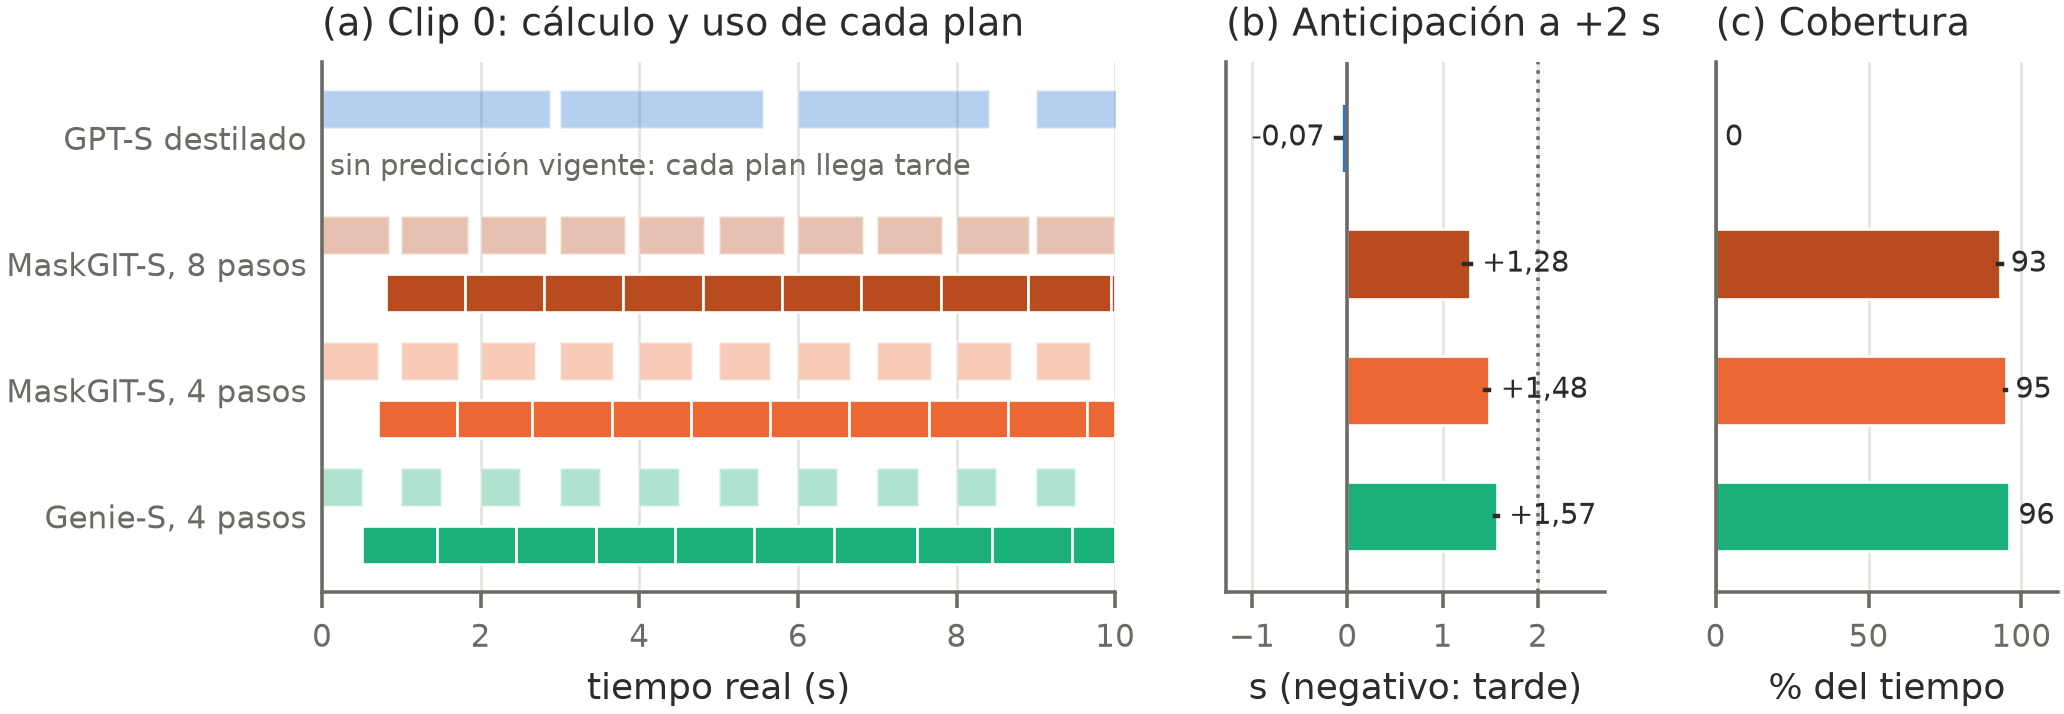 (a) Clip 0: cálculo y uso de cada plan
GPT-S destilado
sin predicción vigente: cada plan llega tarde
MaskGIT-S, 8 pasos
MaskGIT-S, 4 pasos
Genie-S, 4 pasos
0 2 4 6 8 10
tiempo real (s)
(b) Anticipación a +2 s
-0,07
+1,28
+1,48
+1,57
−1 0 1 2
s (negativo: tarde)
(c) Cobertura
0
93
95
96
0 50 100
% del tiempo